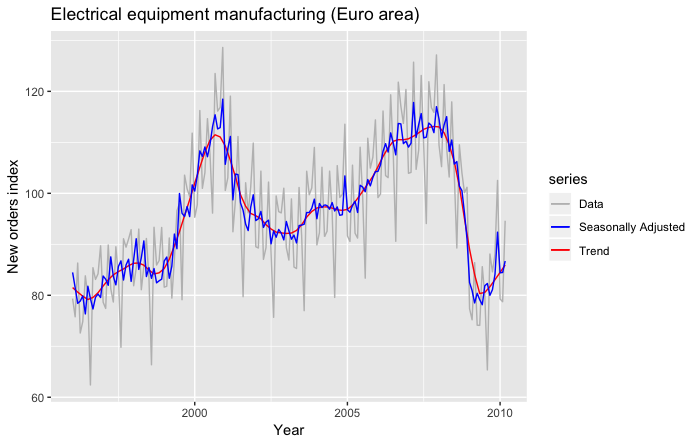 Electrical equipment manufacturing (Euro area)
New orders index
120
100
80
60
2000
2005
2010
Year
series
Data
Seasonally Adjusted
Trend